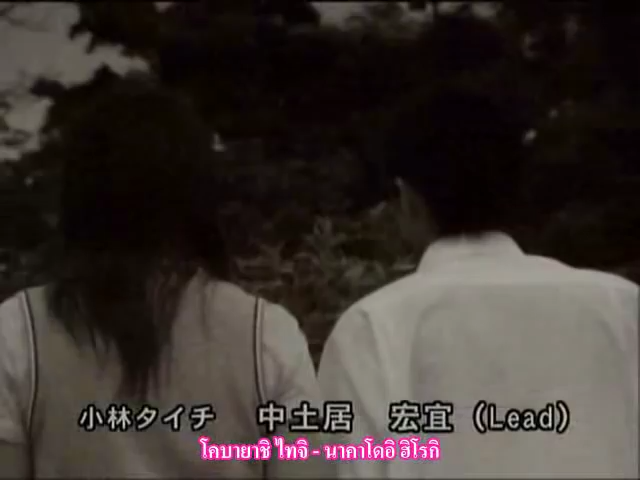 小林タイチ 中土居 宏宜（Lead）
โคบายาชิ ไทจิ - นาคาโดอิ ฮิโรกิ